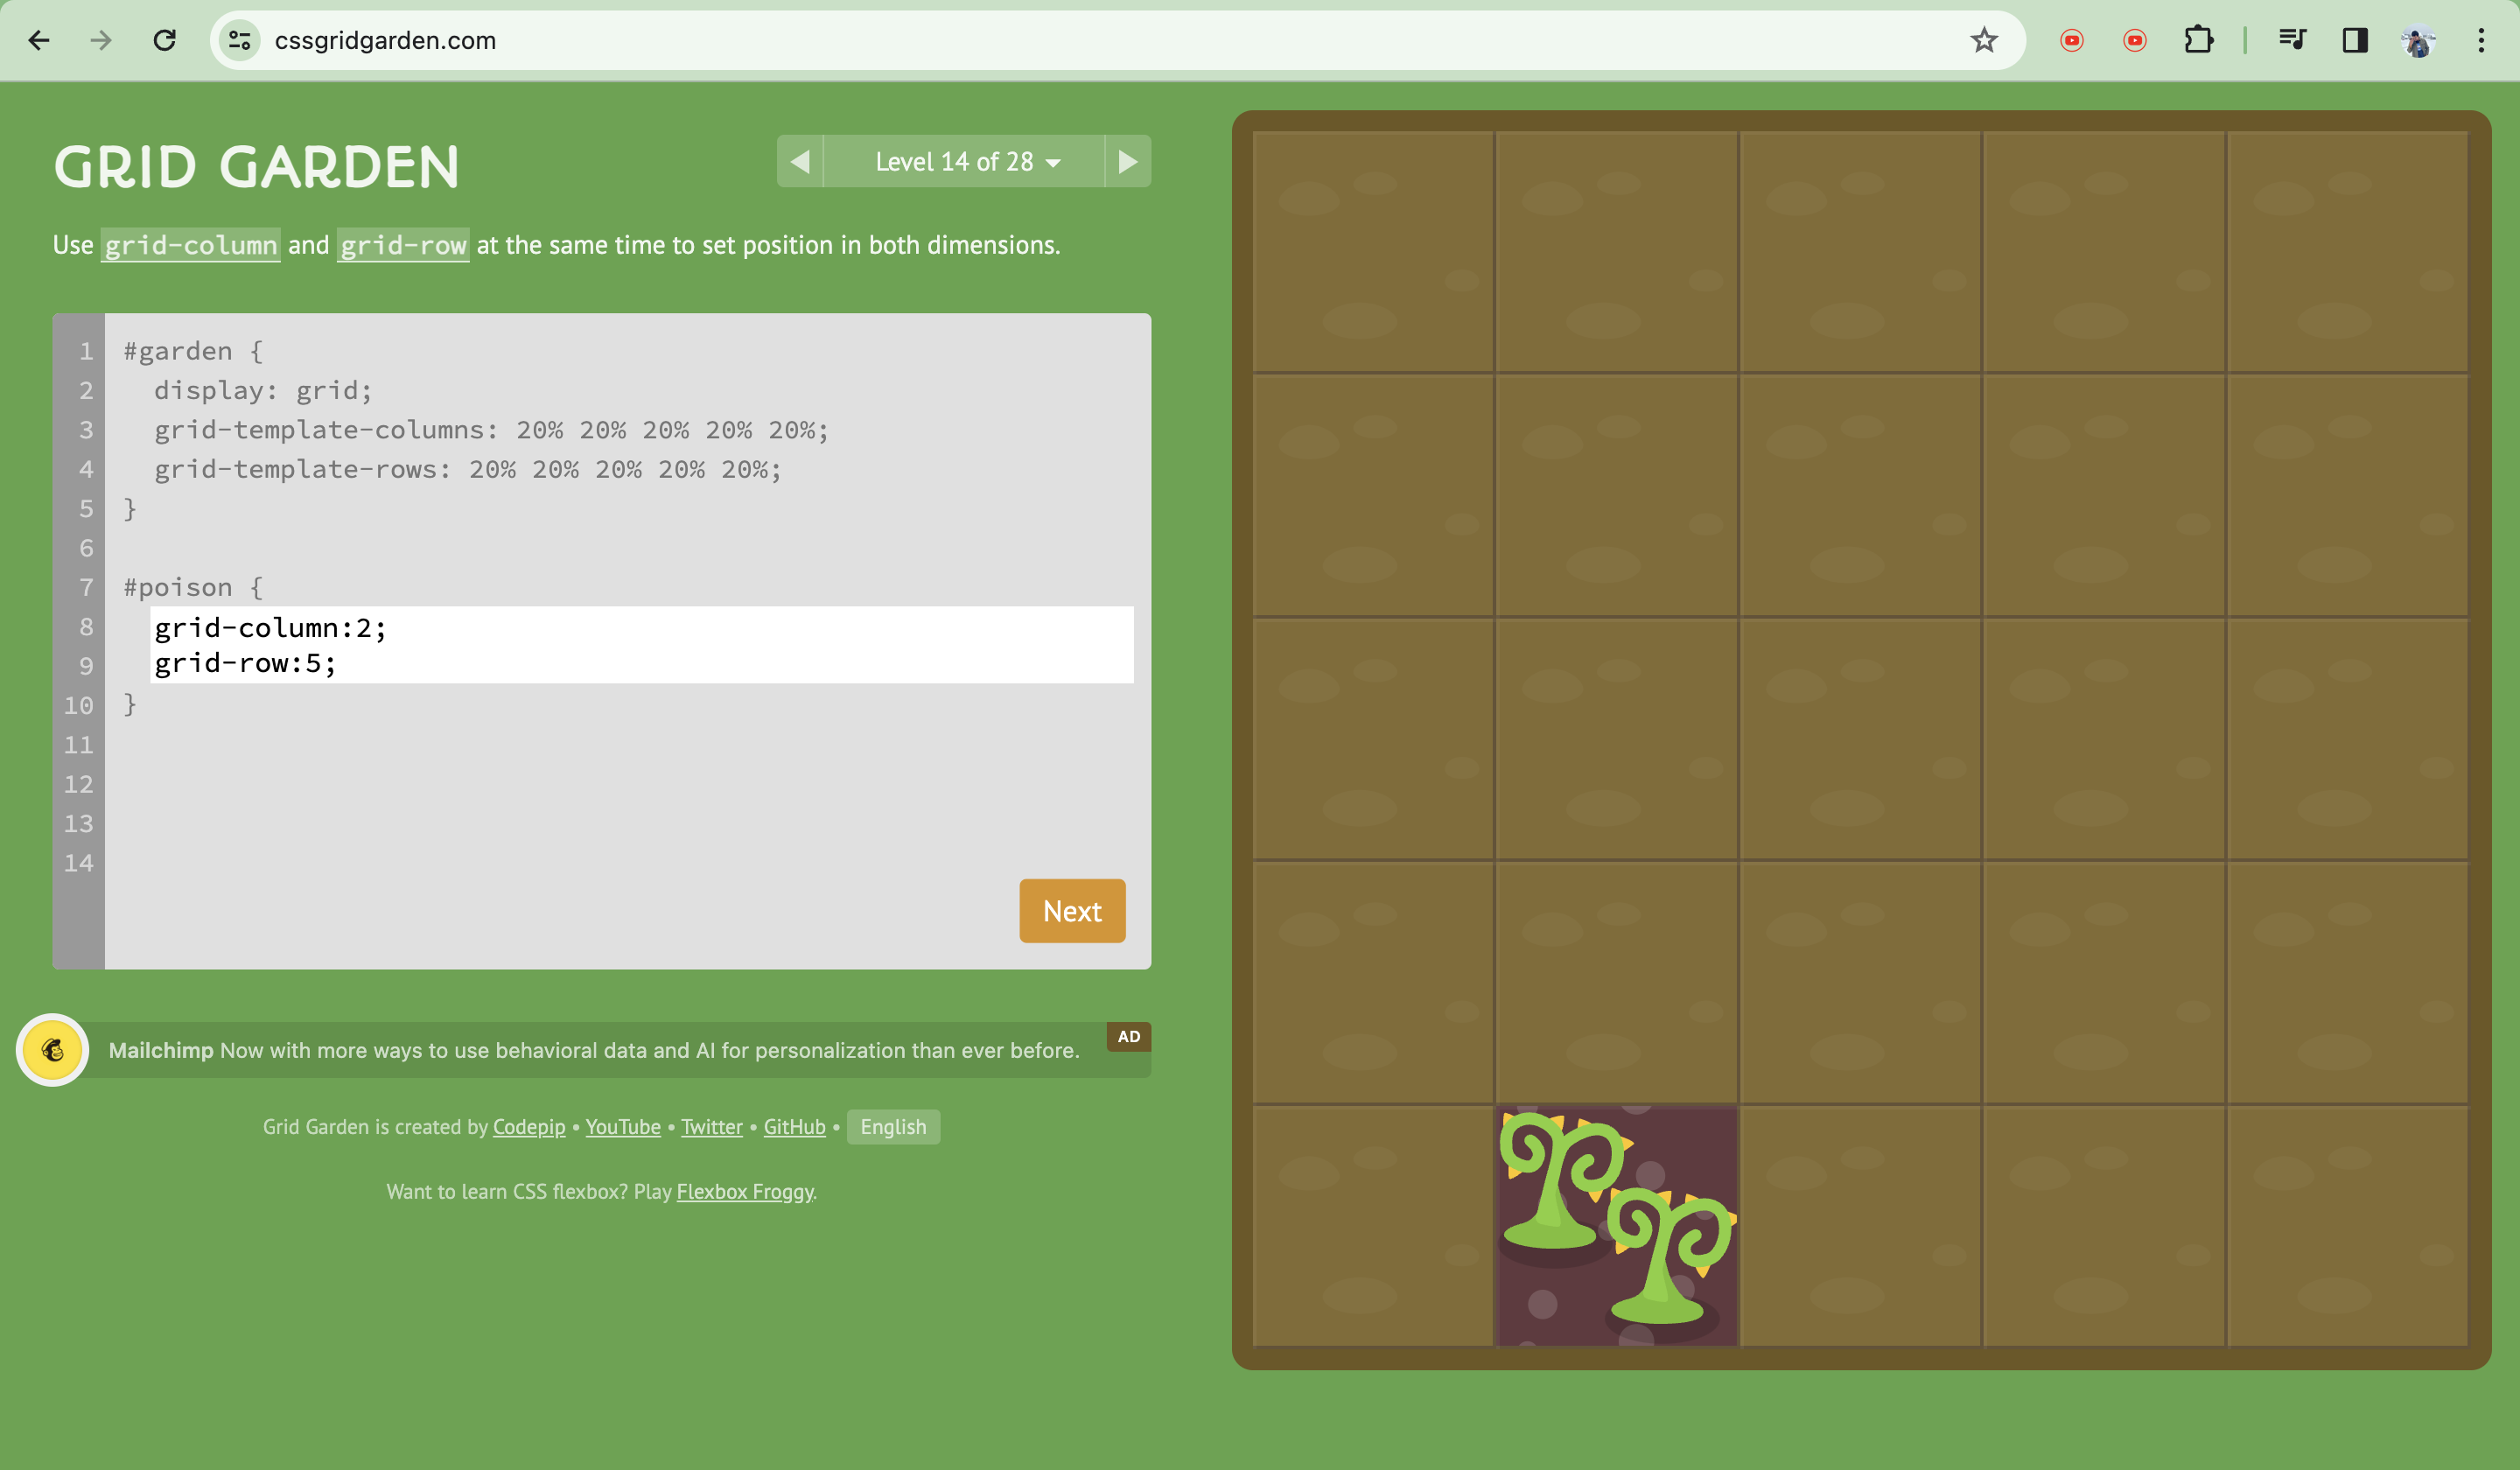 cssgridgarden.com
GRID GARDEN
Level 14 of 28
Use grid-column and grid-row at the same time to set position in both dimensions.
1 #garden {
2 display: grid;
3 grid-template-columns: 20% 20% 20% 20% 20%;
4 grid-template-rows: 20% 20% 20% 20% 20%;
5 }
6
7 #poison {
8 grid-column:2;
9 grid-row:5;
10 }
11
12
13
14
Next
Mailchimp Now with more ways to use behavioral data and AI for personalization than ever before.
AD
Grid Garden is created by Codepip • YouTube • Twitter • GitHub • English
Want to learn CSS flexbox? Play Flexbox Froggy.